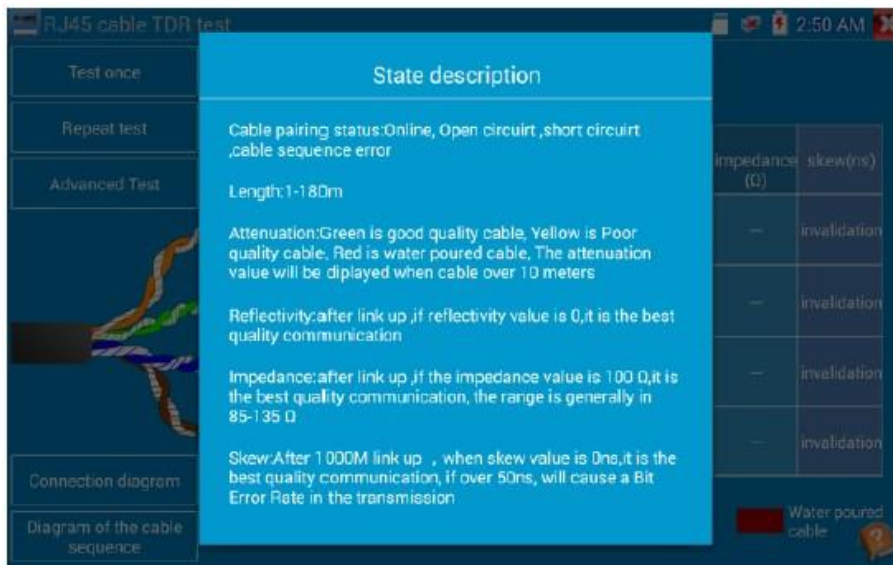 RJ45 cable TDR test
2:50 AM
Test once
Repeat test
Advanced Test
Connection diagram
Diagram of the cable
sequence
State description
Cable pairing status:Online, Open circuirt ,short circuirt
,cable sequence error
Length:1-180m
Attenuation:Green is good quality cable, Yellow is Poor
quality cable, Red is water poured cable, The attenuation
value will be diplayed when cable over 10 meters
Reflectivity:after link up ,if reflectivity value is 0,it is the best
quality communication
Impedance:after link up ,if the impedance value is 100 Ω,it is
the best quality communication, the range is generally in
85-135 Ω
Skew:After 1000M link up , when skew value is 0ns,it is the
best quality communication, if over 50ns, will cause a Bit
Error Rate in the transmission
impedance
(Ω)
skew(ns)
— invalidation
— invalidation
— invalidation
— invalidation
Water poured
cable